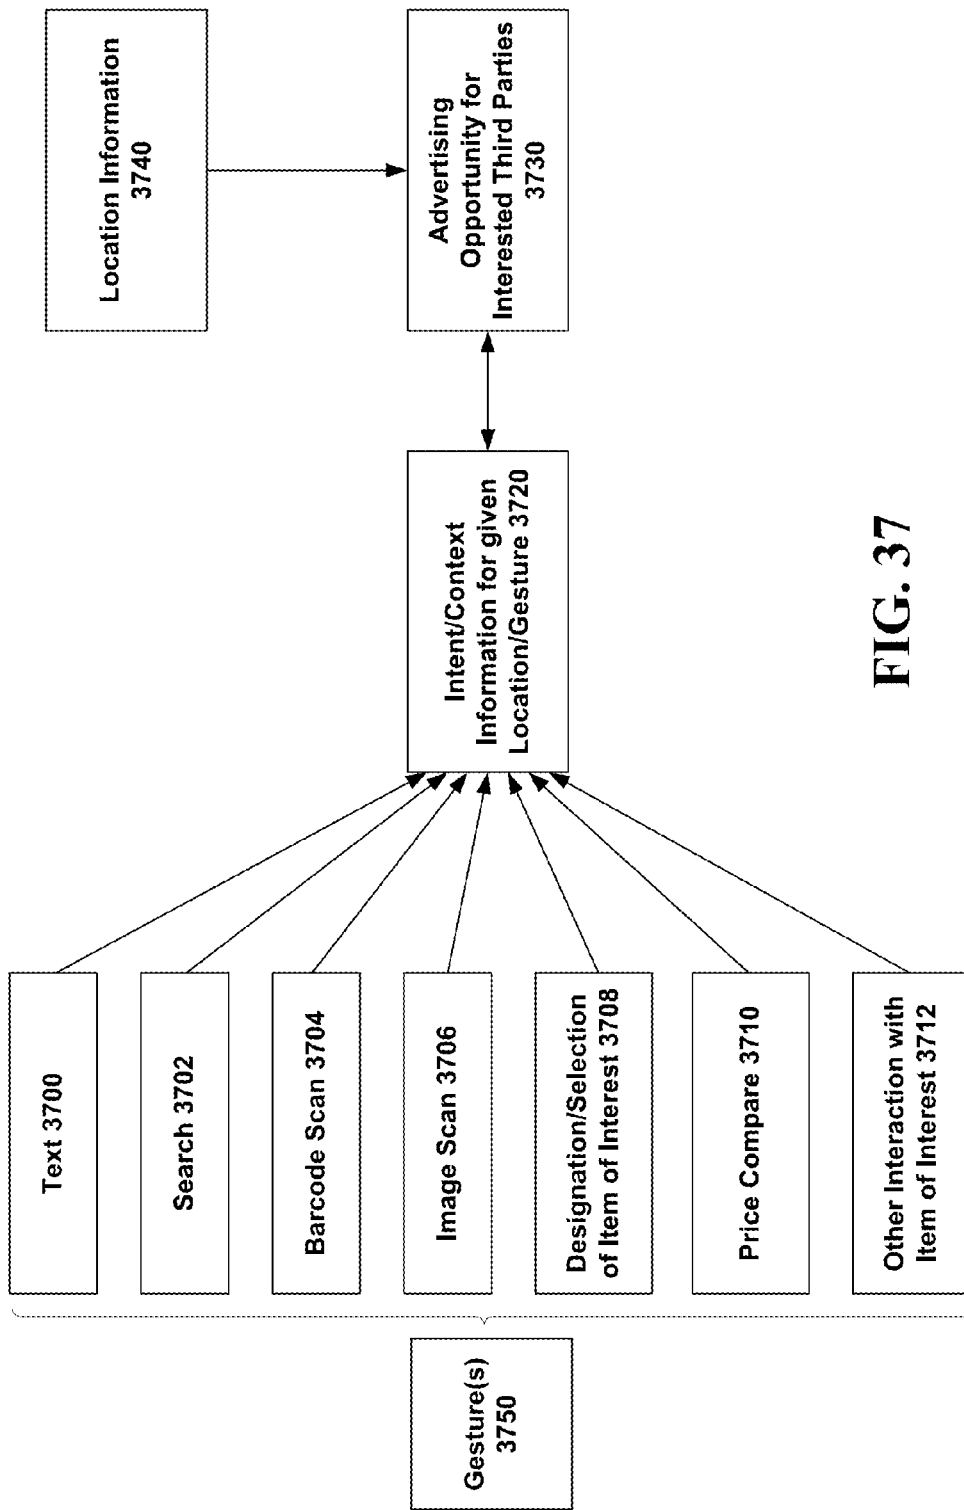 Gesture(s)
3750
Text 3700
Search 3702
Barcode Scan 3704
Image Scan 3706
Designation/Selection
of Item of Interest 3708
Price Compare 3710
Other Interaction with
Item of Interest 3712
Intent/Context
Information for given
Location/Gesture 3720
Location Information
3740
Advertising
Opportunity for
Interested Third Parties
3730
FIG. 37